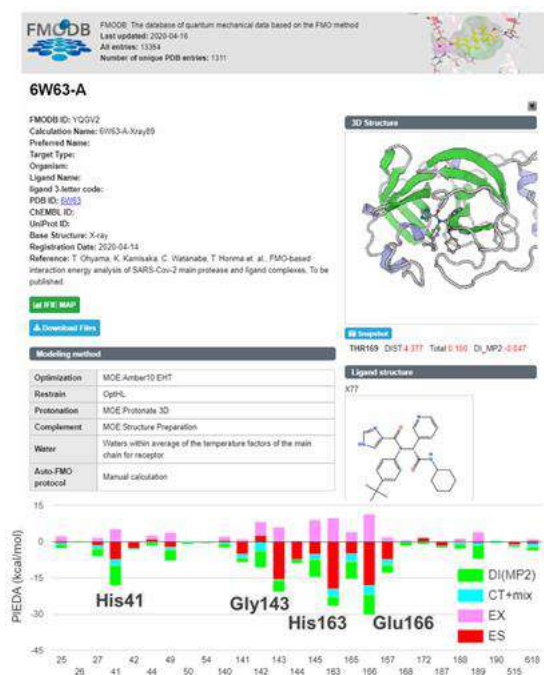 FMODB
FMODB: The database of quantum mechanical data based on the FMO method
Last updated: 2020-04-16
All entries: 13354
Number of unique PDB entries: 1311
6W63-A
FMODB ID: YQGV2
Calculation Name: 6W63-A-Xray89
Preferred Name:
Target Type:
Organism:
Ligand Name:
ligand 3-letter code:
PDB ID: 6W63
ChEMBL ID:
UniProt ID:
Base Structure: X-ray
Registration Date: 2020-04-14
Reference: T. Ohyama, K. Kamisaka, C. Watanabe, T. Honma et. al., FMO-based
interaction energy analysis of SARS-Cov-2 main protease and ligand complexes, To be
published.
IFIE MAP
Download Files
Modeling method
Optimization MOE:Amber10:EHT
Restrain OptHL
Protonation MOE:Protonate 3D
Complement MOE:Structure Preparation
Water Waters within average of the temperature factors of the main
chain for receptor.
Auto-FMO
protocol Manual calculation
3D Structure
Snapshot
THR169 DIST:4.377 Total:0.100 DI_MP2:-0.047
Ligand structure
X77
PIEDA (kcal/mol)
15
0
-15
-30
-45
His41
Gly143
His163
Glu166
DI(MP2)
CT+mix
EX
ES
25 27 42 49 54 141 143 145 165 167 172 188 190 618
26 41 44 50 140 142 144 163 166 168 187 189 515